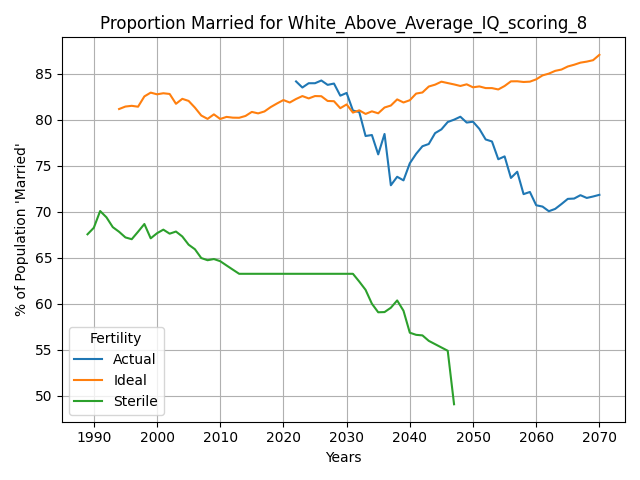 Proportion Married for White_Above_Average_IQ_scoring_8
% of Population 'Married'
85
80
75
70
65
60
55
50
Fertility
Actual
Ideal
Sterile
1990 2000 2010 2020 2030 2040 2050 2060 2070
Years